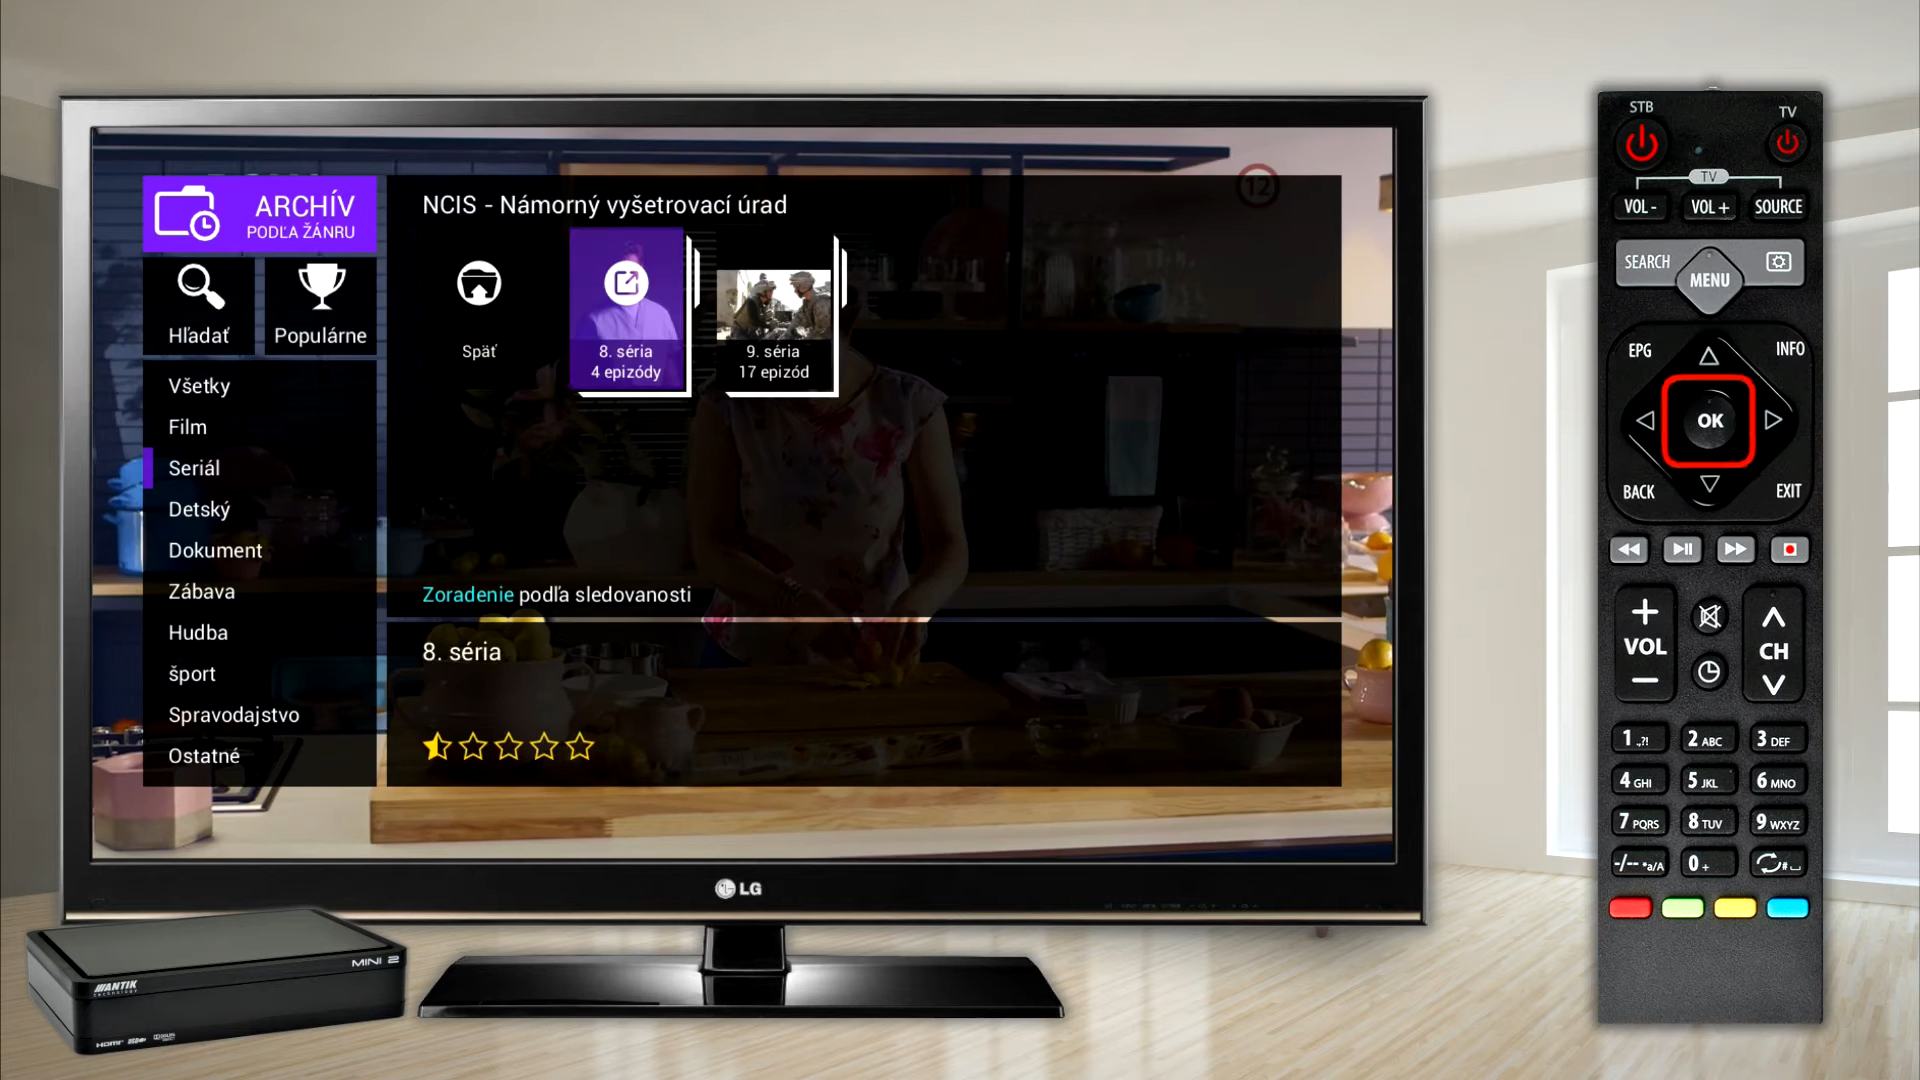 ARCHÍV
PODĽA ŽÁNRU
Hľadať
Populárne
Všetky
Film
Seriál
Detský
Dokument
Zábava
Hudba
šport
Spravodajstvo
Ostatné
NCIS - Námorný vyšetrovací úrad
12
Späť
8. séria
4 epizódy
9. séria
17 epizód
Zoradenie podľa sledovanosti
8. séria
LG
MINI 2
ANTIK
technology
HDMI
STB
TV
TV
VOL -
VOL +
SOURCE
SEARCH
MENU
EPG
INFO
OK
BACK
EXIT
+
VOL
−
CH
1 .,?!
2 ABC
3 DEF
4 GHI
5 JKL
6 MNO
7 PQRS
8 TUV
9 WXYZ
-/-- *a/A
0 +
#